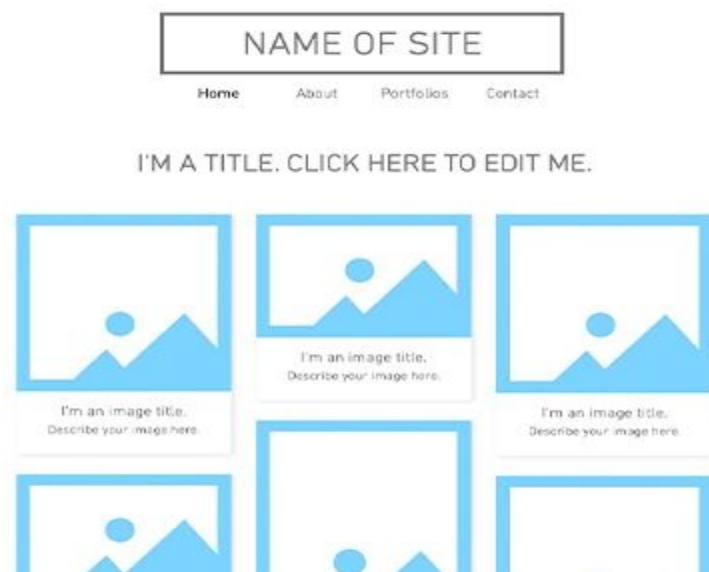 NAME OF SITE
Home About Portfolios Contact
I'M A TITLE. CLICK HERE TO EDIT ME.
I'm an image title.
Describe your image here.
I'm an image title.
Describe your image here.
I'm an image title.
Describe your image here.